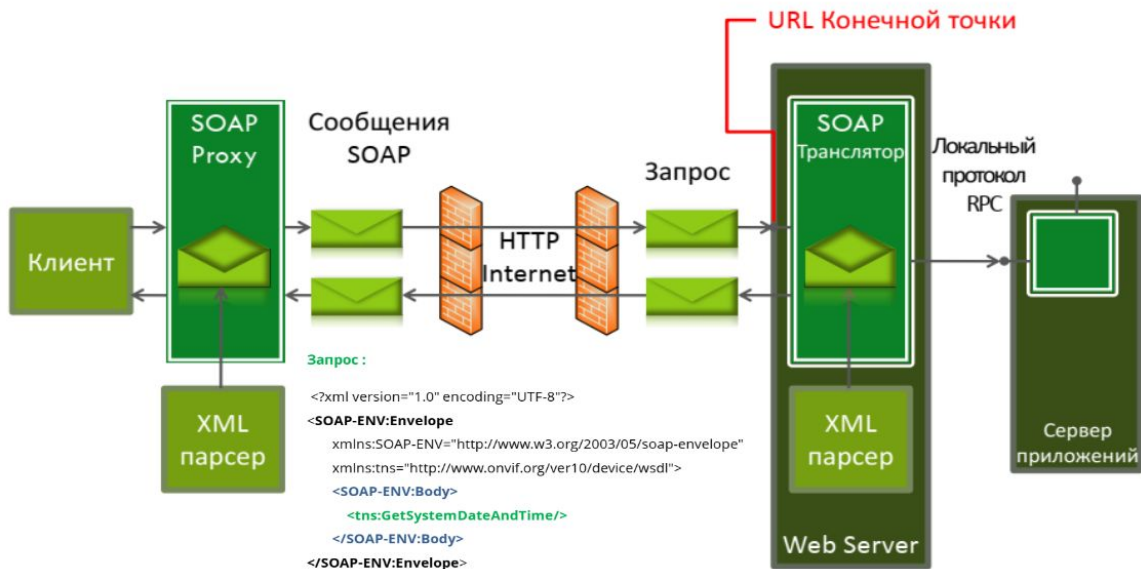 URL Конечной точки
SOAP
Proxy
Сообщения
SOAP
Запрос
SOAP
Транслятор
Локальный
протокол
RPC
Клиент
HTTP
Internet
XML
парсер
Запрос :
<?xml version="1.0" encoding="UTF-8"?>
<SOAP-ENV:Envelope
xmlns:SOAP-ENV="http://www.w3.org/2003/05/soap-envelope"
xmlns:tns="http://www.onvif.org/ver10/device/wsdl">
<SOAP-ENV:Body>
<tns:GetSystemDateAndTime/>
</SOAP-ENV:Body>
</SOAP-ENV:Envelope>
XML
парсер
Web Server
Сервер
приложений